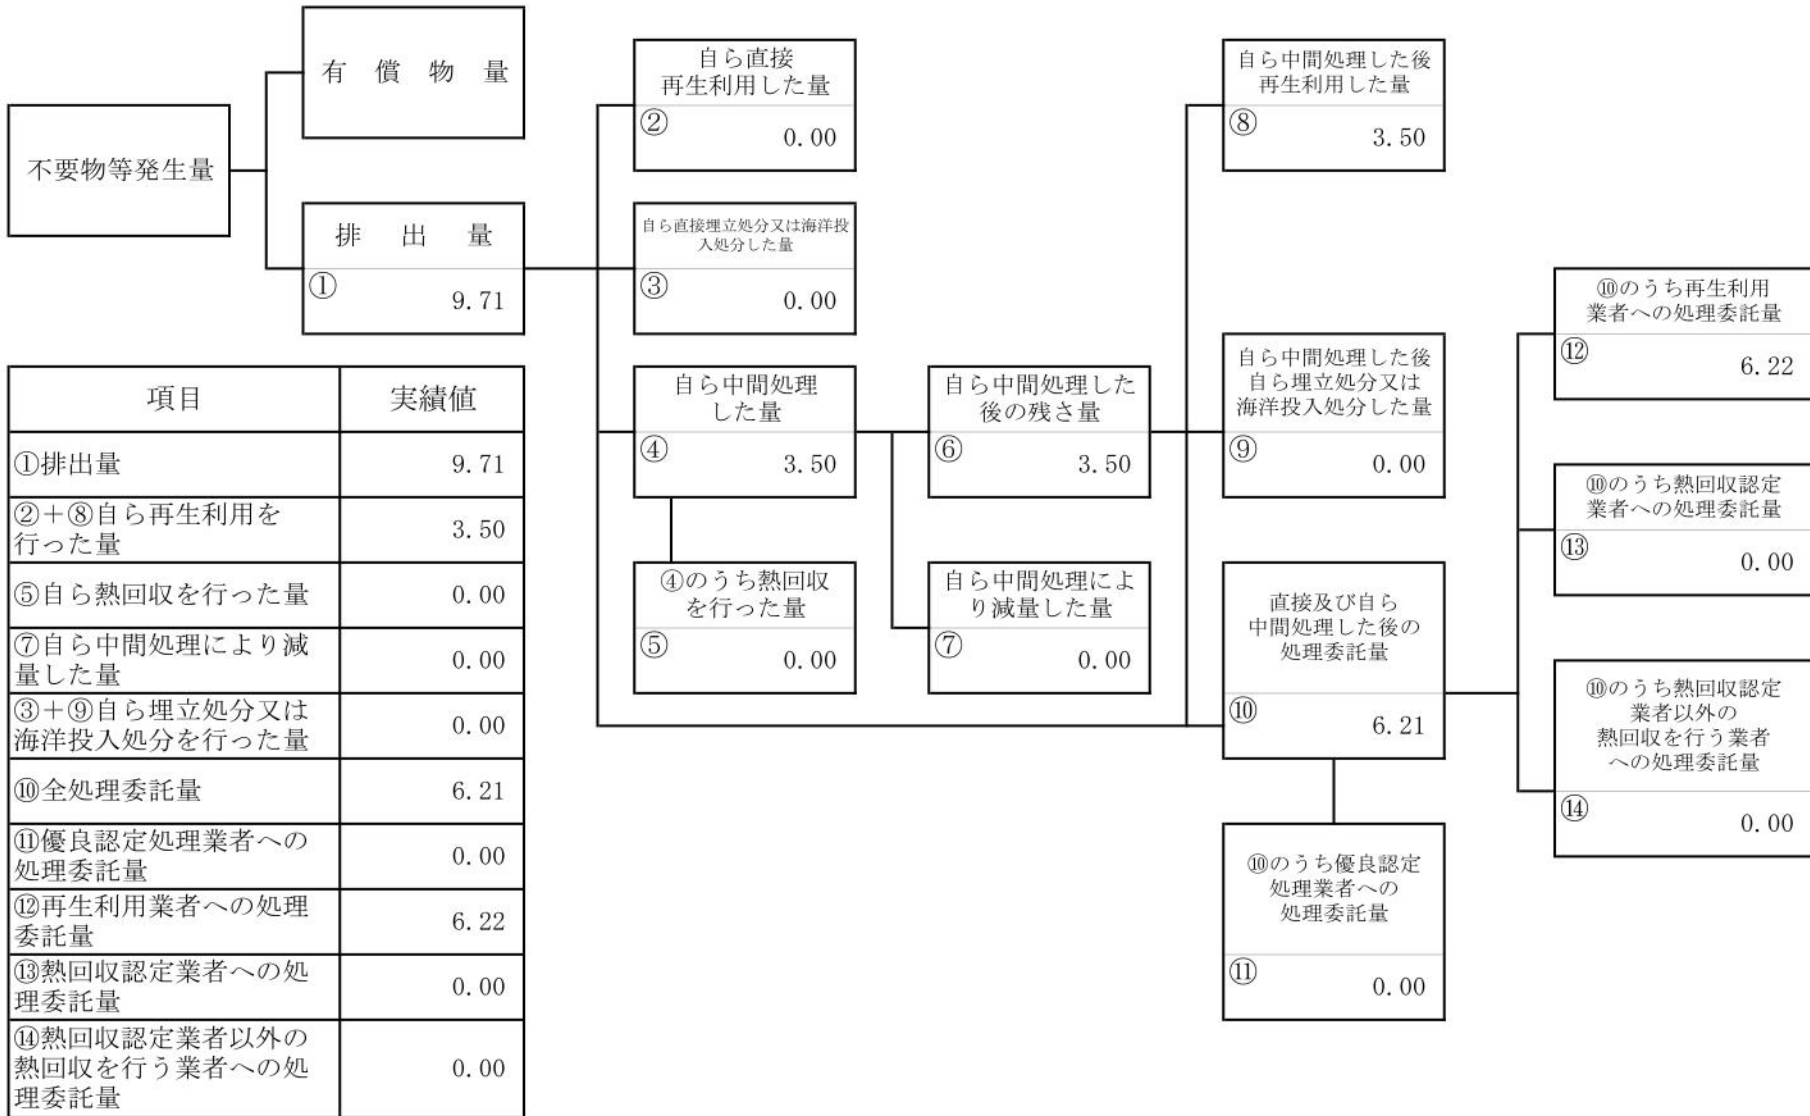 有償物量
不要物等発生量
排出量
①
9.71
自ら直接
再生利用した量
②
0.00
自ら直接埋立処分又は海洋投
入処分した量
③
0.00
自ら中間処理
した量
④
3.50
④のうち熱回収
を行った量
⑤
0.00
自ら中間処理した
後の残さ量
⑥
3.50
自ら中間処理によ
り減量した量
⑦
0.00
自ら中間処理した後
再生利用した量
⑧
3.50
自ら中間処理した後
自ら埋立処分又は
海洋投入処分した量
⑨
0.00
直接及び自ら
中間処理した後の
処理委託量
⑩
6.21
⑩のうち優良認定
処理業者への
処理委託量
⑪
0.00
⑩のうち再生利用
業者への処理委託量
⑫
6.22
⑩のうち熱回収認定
業者への処理委託量
⑬
0.00
⑩のうち熱回収認定
業者以外の
熱回収を行う業者
への処理委託量
⑭
0.00
項目 実績値
①排出量 9.71
②+⑧自ら再生利用を
行った量 3.50
⑤自ら熱回収を行った量 0.00
⑦自ら中間処理により減
量した量 0.00
③+⑨自ら埋立処分又は
海洋投入処分を行った量 0.00
⑩全処理委託量 6.21
⑪優良認定処理業者への
処理委託量 0.00
⑫再生利用業者への処理
委託量 6.22
⑬熱回収認定業者への処
理委託量 0.00
⑭熱回収認定業者以外の
熱回収を行う業者への処
理委託量 0.00